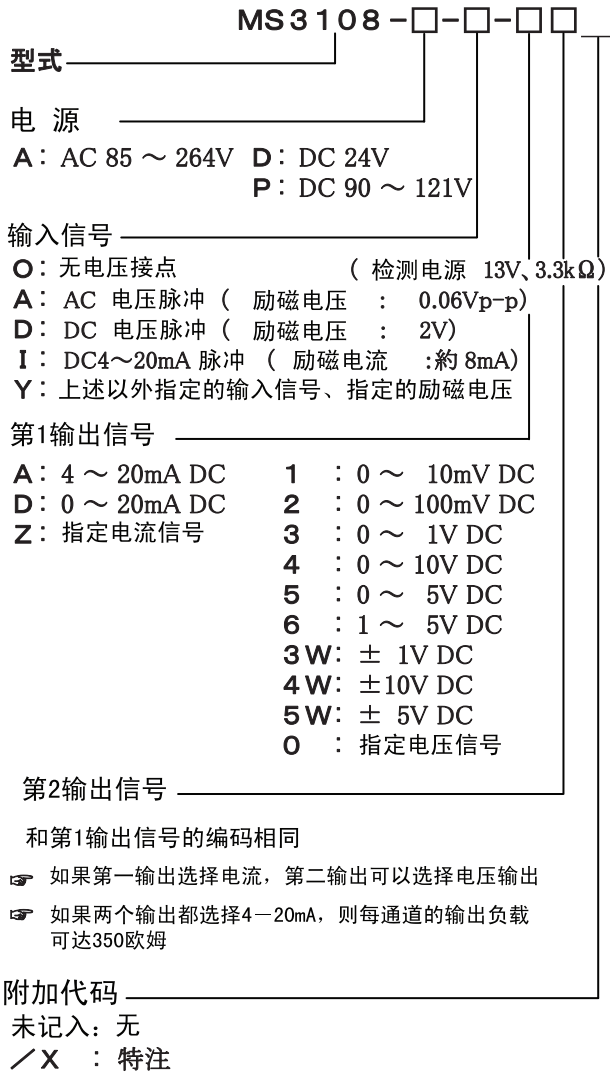 MS3108-□-□-□□
型式
电 源
A: AC 85 ～ 264V D: DC 24V
P: DC 90 ～ 121V
输入信号
O: 无电压接点 ( 检测电源 13V、3.3kΩ)
A: AC 电压脉冲 ( 励磁电压 : 0.06Vp-p)
D: DC 电压脉冲 ( 励磁电压 : 2V)
I: DC4～20mA 脉冲 ( 励磁电流 :約 8mA)
Y: 上述以外指定的输入信号、指定的励磁电压
第1输出信号
A: 4 ～ 20mA DC 1 : 0 ～ 10mV DC
D: 0 ～ 20mA DC 2 : 0 ～ 100mV DC
Z: 指定电流信号 3 : 0 ～ 1V DC
4 : 0 ～ 10V DC
5 : 0 ～ 5V DC
6 : 1 ～ 5V DC
3W: ± 1V DC
4W: ±10V DC
5W: ± 5V DC
0 : 指定电压信号
第2输出信号
和第1输出信号的编码相同
☞ 如果第一输出选择电流，第二输出可以选择电压输出
☞ 如果两个输出都选择4－20mA，则每通道的输出负载
可达350欧姆
附加代码
未记入：无
／X : 特注